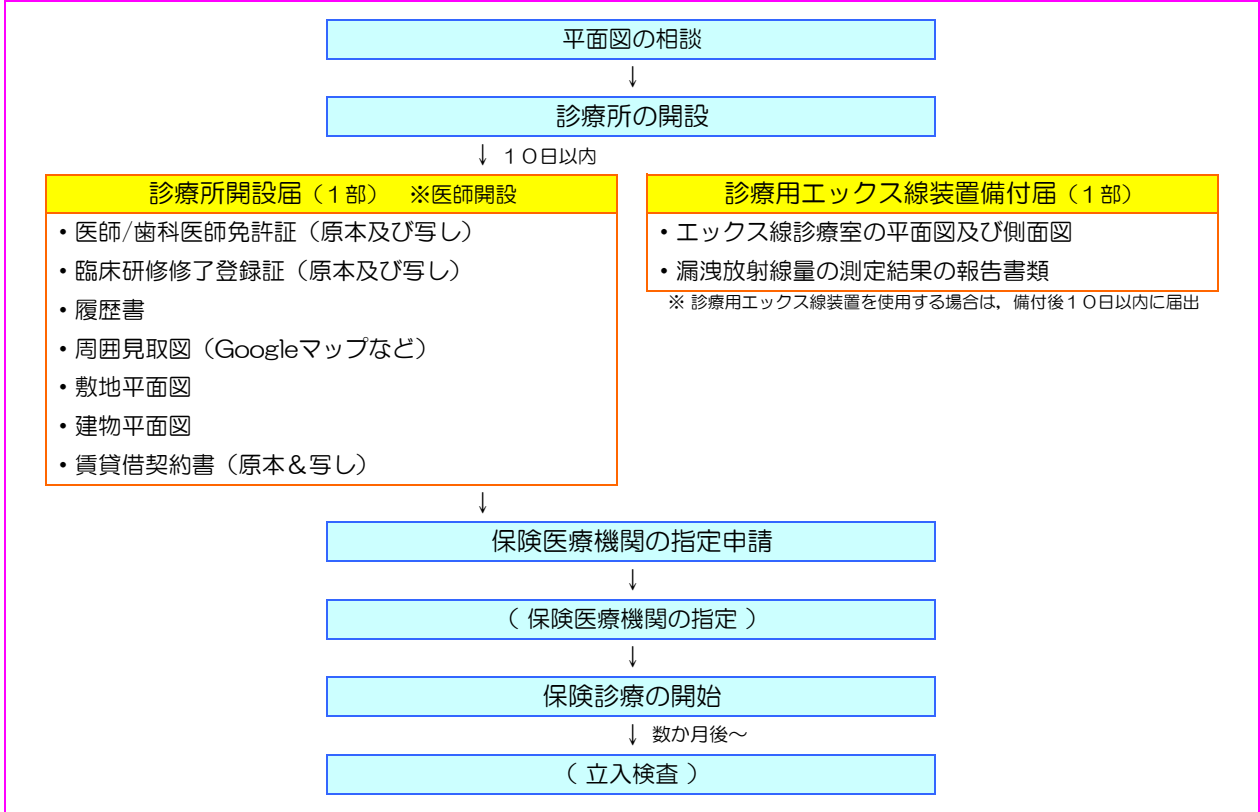 平面図の相談
↓
診療所の開設
↓ 10日以内
診療所開設届（1部）　※医師開設
・医師/歯科医師免許証（原本及び写し）
・臨床研修修了登録証（原本及び写し）
・履歴書
・周囲見取図（Googleマップなど）
・敷地平面図
・建物平面図
・賃貸借契約書（原本＆写し）
診療用エックス線装置備付届（1部）
・エックス線診療室の平面図及び側面図
・漏洩放射線量の測定結果の報告書類
※ 診療用エックス線装置を使用する場合は，備付後10日以内に届出
↓
保険医療機関の指定申請
↓
（ 保険医療機関の指定 ）
↓
保険診療の開始
↓ 数か月後～
（ 立入検査 ）